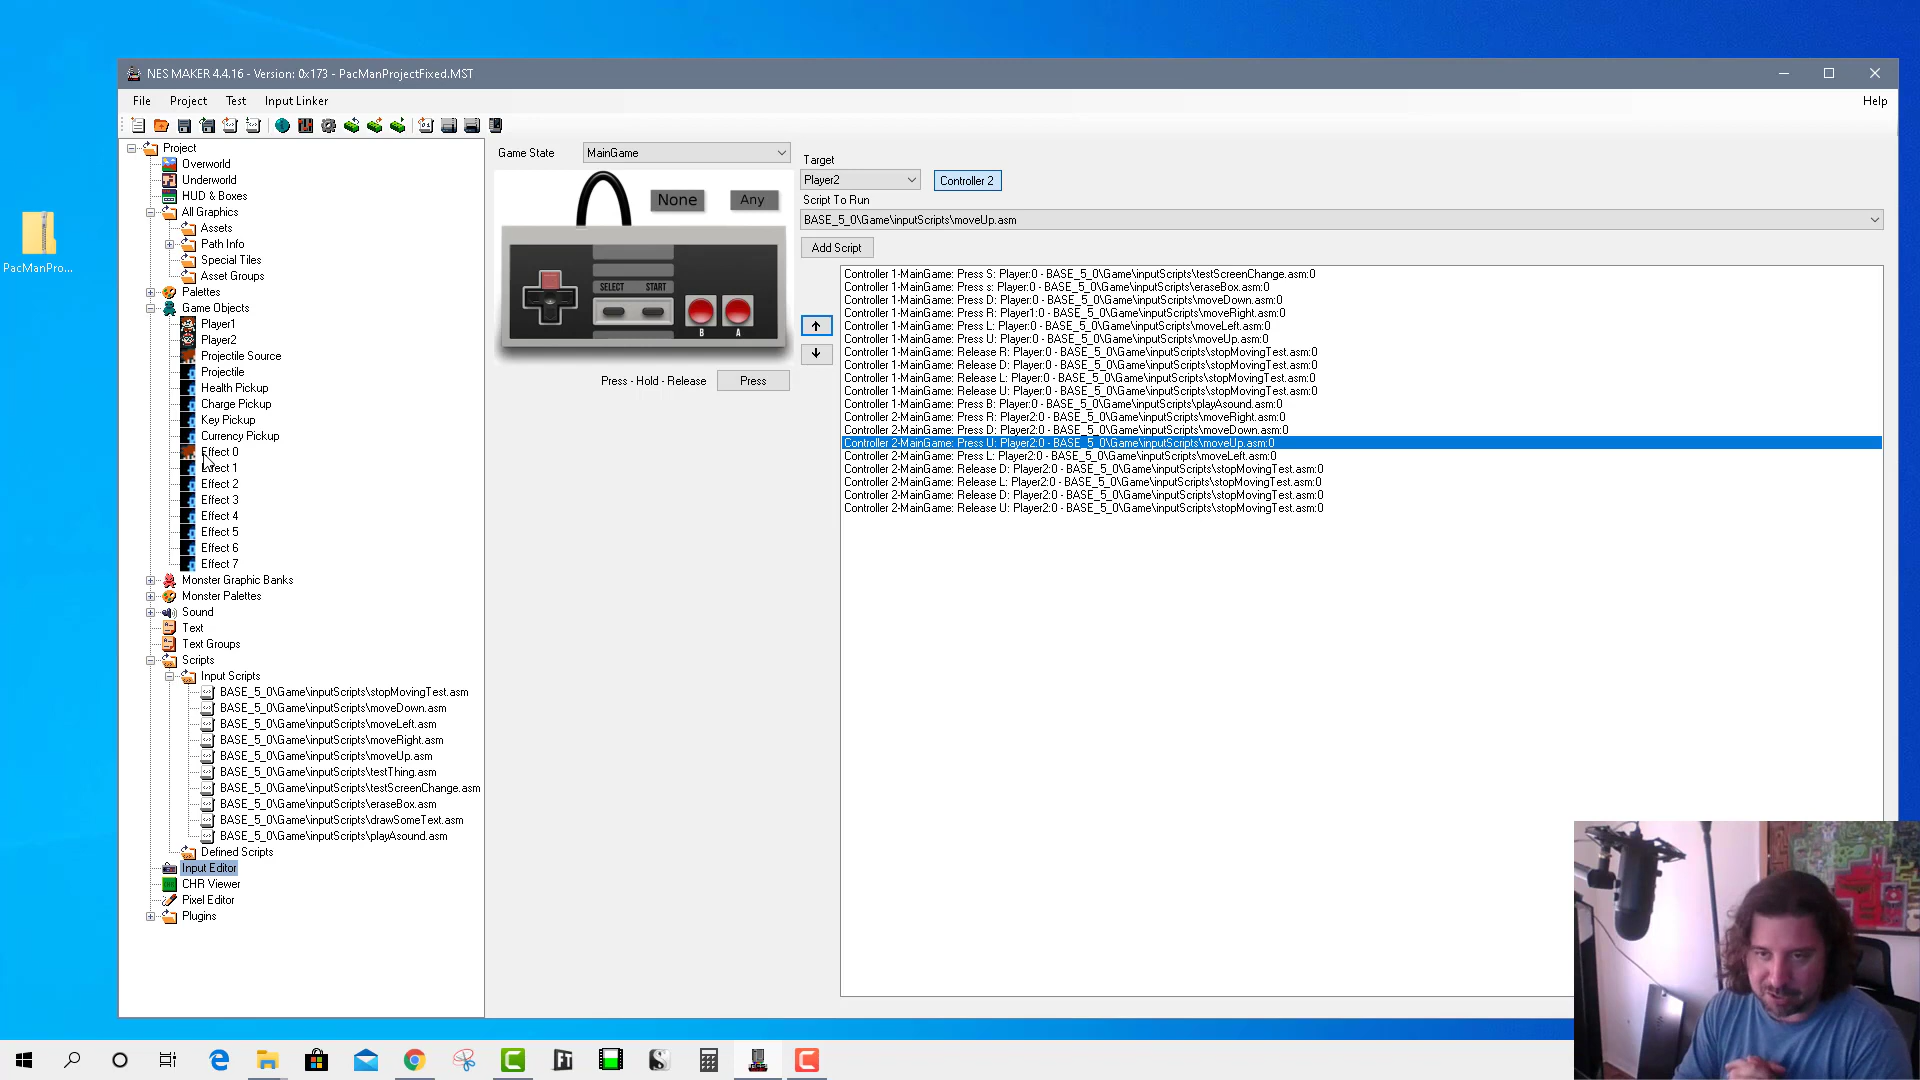 NES MAKER 4.4.16 - Version: 0x173 - PacManProjectFixed.MST
File Project Test Input Linker Help
Project
Overworld
Underworld
HUD & Boxes
All Graphics
Assets
Path Info
Special Tiles
Asset Groups
Palettes
Game Objects
Player1
Player2
Projectile Source
Projectile
Health Pickup
Charge Pickup
Key Pickup
Currency Pickup
Effect 0
Effect 1
Effect 2
Effect 3
Effect 4
Effect 5
Effect 6
Effect 7
Monster Graphic Banks
Monster Palettes
Sound
Text
Text Groups
Scripts
Input Scripts
BASE_5_0\Game\inputScripts\stopMovingTest.asm
BASE_5_0\Game\inputScripts\moveDown.asm
BASE_5_0\Game\inputScripts\moveLeft.asm
BASE_5_0\Game\inputScripts\moveRight.asm
BASE_5_0\Game\inputScripts\moveUp.asm
BASE_5_0\Game\inputScripts\testThing.asm
BASE_5_0\Game\inputScripts\testScreenChange.asm
BASE_5_0\Game\inputScripts\eraseBox.asm
BASE_5_0\Game\inputScripts\drawSomeText.asm
BASE_5_0\Game\inputScripts\playAsound.asm
Defined Scripts
Input Editor
CHR Viewer
Pixel Editor
Plugins
PacManPro...
Game State MainGame
None Any
SELECT START
B A
Press - Hold - Release Press
Target
Player2 Controller 2
Script To Run
BASE_5_0\Game\inputScripts\moveUp.asm
Add Script
Controller 1-MainGame: Press S: Player:0 - BASE_5_0\Game\inputScripts\testScreenChange.asm:0
Controller 1-MainGame: Press s: Player:0 - BASE_5_0\Game\inputScripts\eraseBox.asm:0
Controller 1-MainGame: Press D: Player:0 - BASE_5_0\Game\inputScripts\moveDown.asm:0
Controller 1-MainGame: Press R: Player1:0 - BASE_5_0\Game\inputScripts\moveRight.asm:0
Controller 1-MainGame: Press L: Player:0 - BASE_5_0\Game\inputScripts\moveLeft.asm:0
Controller 1-MainGame: Press U: Player:0 - BASE_5_0\Game\inputScripts\moveUp.asm:0
Controller 1-MainGame: Release R: Player:0 - BASE_5_0\Game\inputScripts\stopMovingTest.asm:0
Controller 1-MainGame: Release D: Player:0 - BASE_5_0\Game\inputScripts\stopMovingTest.asm:0
Controller 1-MainGame: Release L: Player:0 - BASE_5_0\Game\inputScripts\stopMovingTest.asm:0
Controller 1-MainGame: Release U: Player:0 - BASE_5_0\Game\inputScripts\stopMovingTest.asm:0
Controller 1-MainGame: Press B: Player:0 - BASE_5_0\Game\inputScripts\playAsound.asm:0
Controller 2-MainGame: Press R: Player2:0 - BASE_5_0\Game\inputScripts\moveRight.asm:0
Controller 2-MainGame: Press D: Player2:0 - BASE_5_0\Game\inputScripts\moveDown.asm:0
Controller 2-MainGame: Press U: Player2:0 - BASE_5_0\Game\inputScripts\moveUp.asm:0
Controller 2-MainGame: Press L: Player2:0 - BASE_5_0\Game\inputScripts\moveLeft.asm:0
Controller 2-MainGame: Release D: Player2:0 - BASE_5_0\Game\inputScripts\stopMovingTest.asm:0
Controller 2-MainGame: Release L: Player2:0 - BASE_5_0\Game\inputScripts\stopMovingTest.asm:0
Controller 2-MainGame: Release D: Player2:0 - BASE_5_0\Game\inputScripts\stopMovingTest.asm:0
Controller 2-MainGame: Release U: Player2:0 - BASE_5_0\Game\inputScripts\stopMovingTest.asm:0